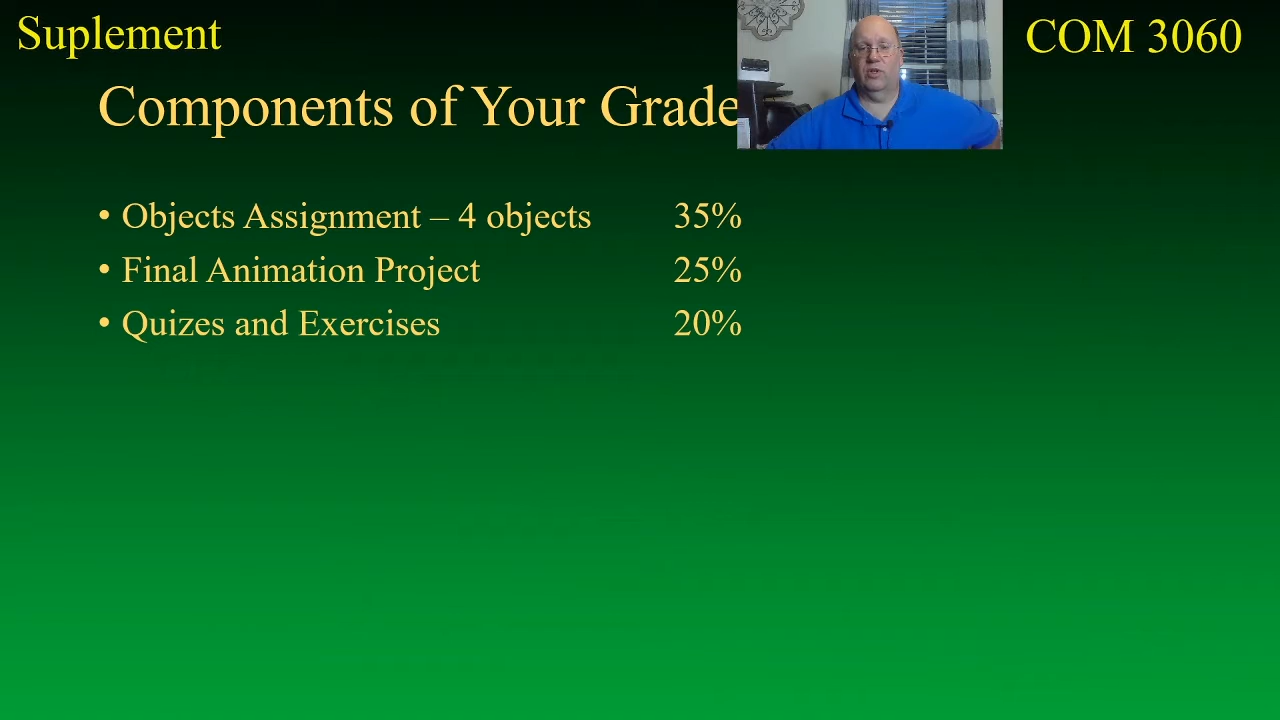 Suplement
COM 3060
Components of Your Grade
• Objects Assignment – 4 objects 35%
• Final Animation Project 25%
• Quizes and Exercises 20%